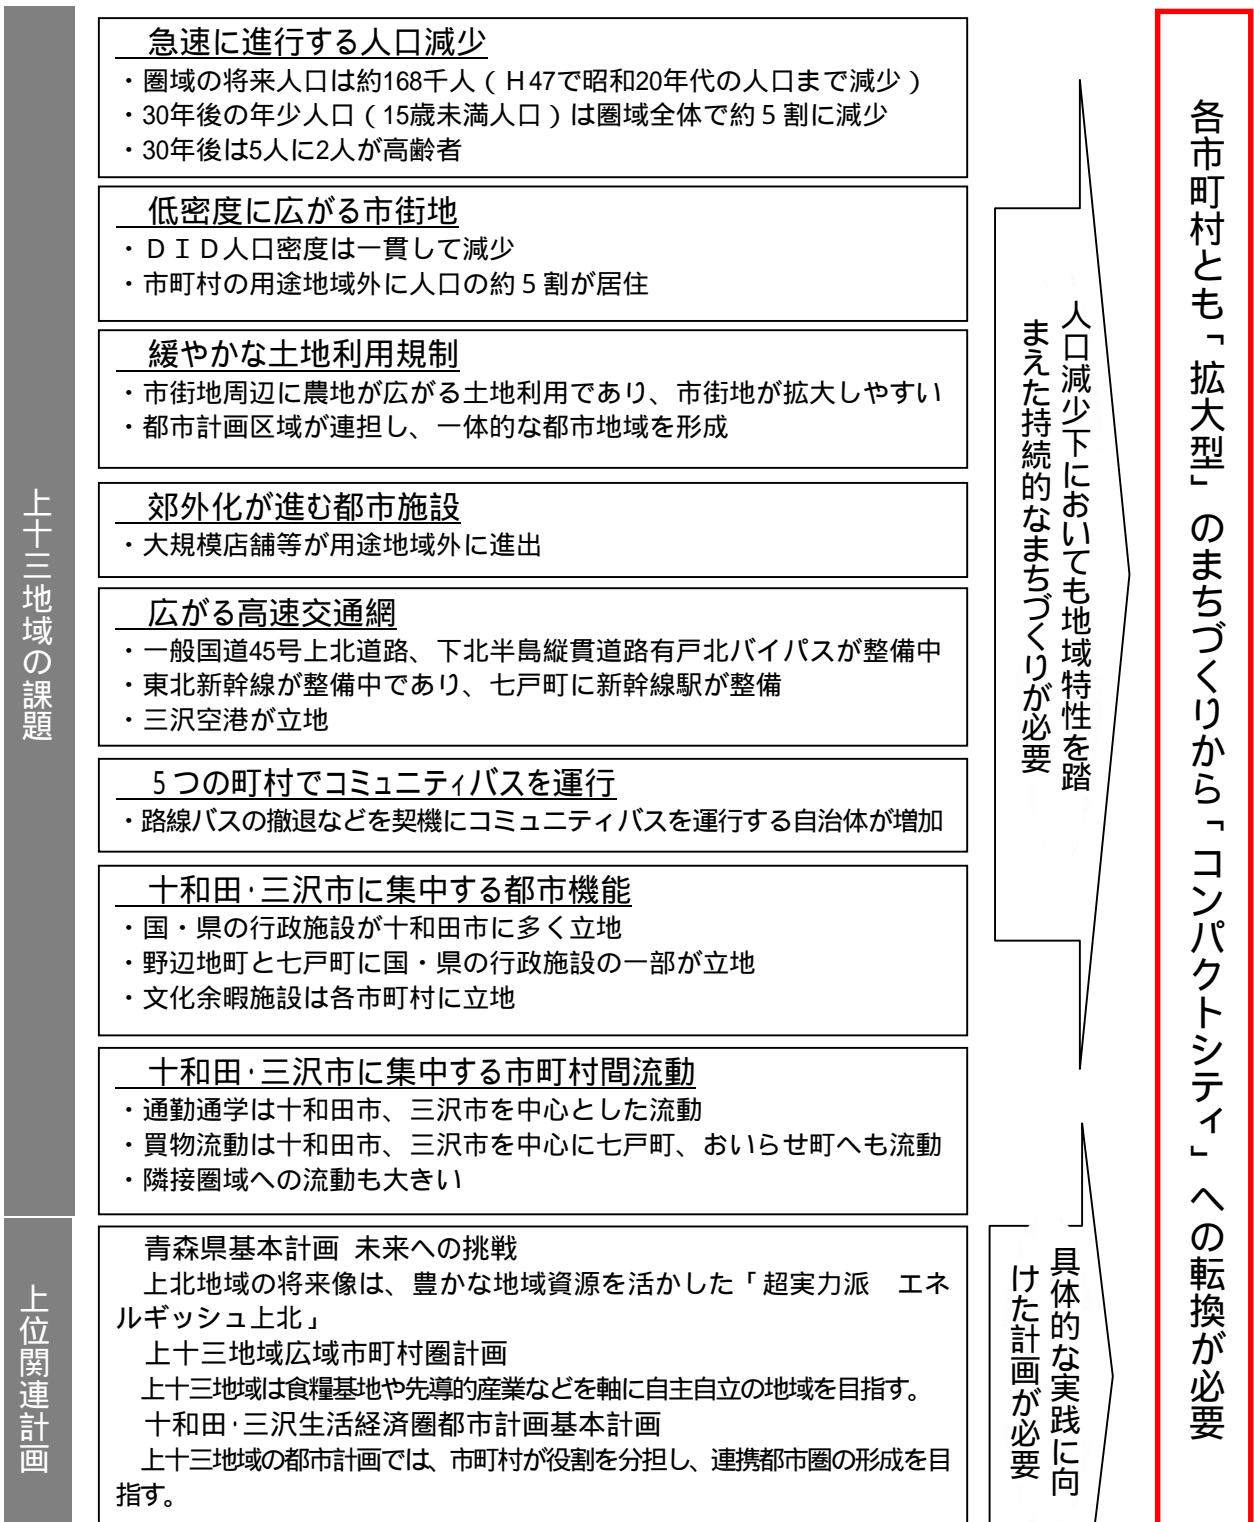 上十三地域の課題
急速に進行する人口減少
・圏域の将来人口は約168千人（Ｈ47で昭和20年代の人口まで減少）
・30年後の年少人口（15歳未満人口）は圏域全体で約５割に減少
・30年後は5人に2人が高齢者
低密度に広がる市街地
・ＤＩＤ人口密度は一貫して減少
・市町村の用途地域外に人口の約５割が居住
緩やかな土地利用規制
・市街地周辺に農地が広がる土地利用であり、市街地が拡大しやすい
・都市計画区域が連担し、一体的な都市地域を形成
郊外化が進む都市施設
・大規模店舗等が用途地域外に進出
広がる高速交通網
・一般国道45号上北道路、下北半島縦貫道路有戸北バイパスが整備中
・東北新幹線が整備中であり、七戸町に新幹線駅が整備
・三沢空港が立地
５つの町村でコミュニティバスを運行
・路線バスの撤退などを契機にコミュニティバスを運行する自治体が増加
十和田・三沢市に集中する都市機能
・国・県の行政施設が十和田市に多く立地
・野辺地町と七戸町に国・県の行政施設の一部が立地
・文化余暇施設は各市町村に立地
十和田・三沢市に集中する市町村間流動
・通勤通学は十和田市、三沢市を中心とした流動
・買物流動は十和田市、三沢市を中心に七戸町、おいらせ町へも流動
・隣接圏域への流動も大きい
人口減少下においても地域特性を踏
まえた持続的なまちづくりが必要
上位関連計画
青森県基本計画 未来への挑戦
上北地域の将来像は、豊かな地域資源を活かした「超実力派　エネ
ルギッシュ上北」
上十三地域広域市町村圏計画
上十三地域は食糧基地や先導的産業などを軸に自主自立の地域を目指す。
十和田・三沢生活経済圏都市計画基本計画
上十三地域の都市計画では、市町村が役割を分担し、連携都市圏の形成を目
指す。
具体的な実践に向
けた計画が必要
各市町村とも「拡大型」のまちづくりから「コンパクトシティ」への転換が必要